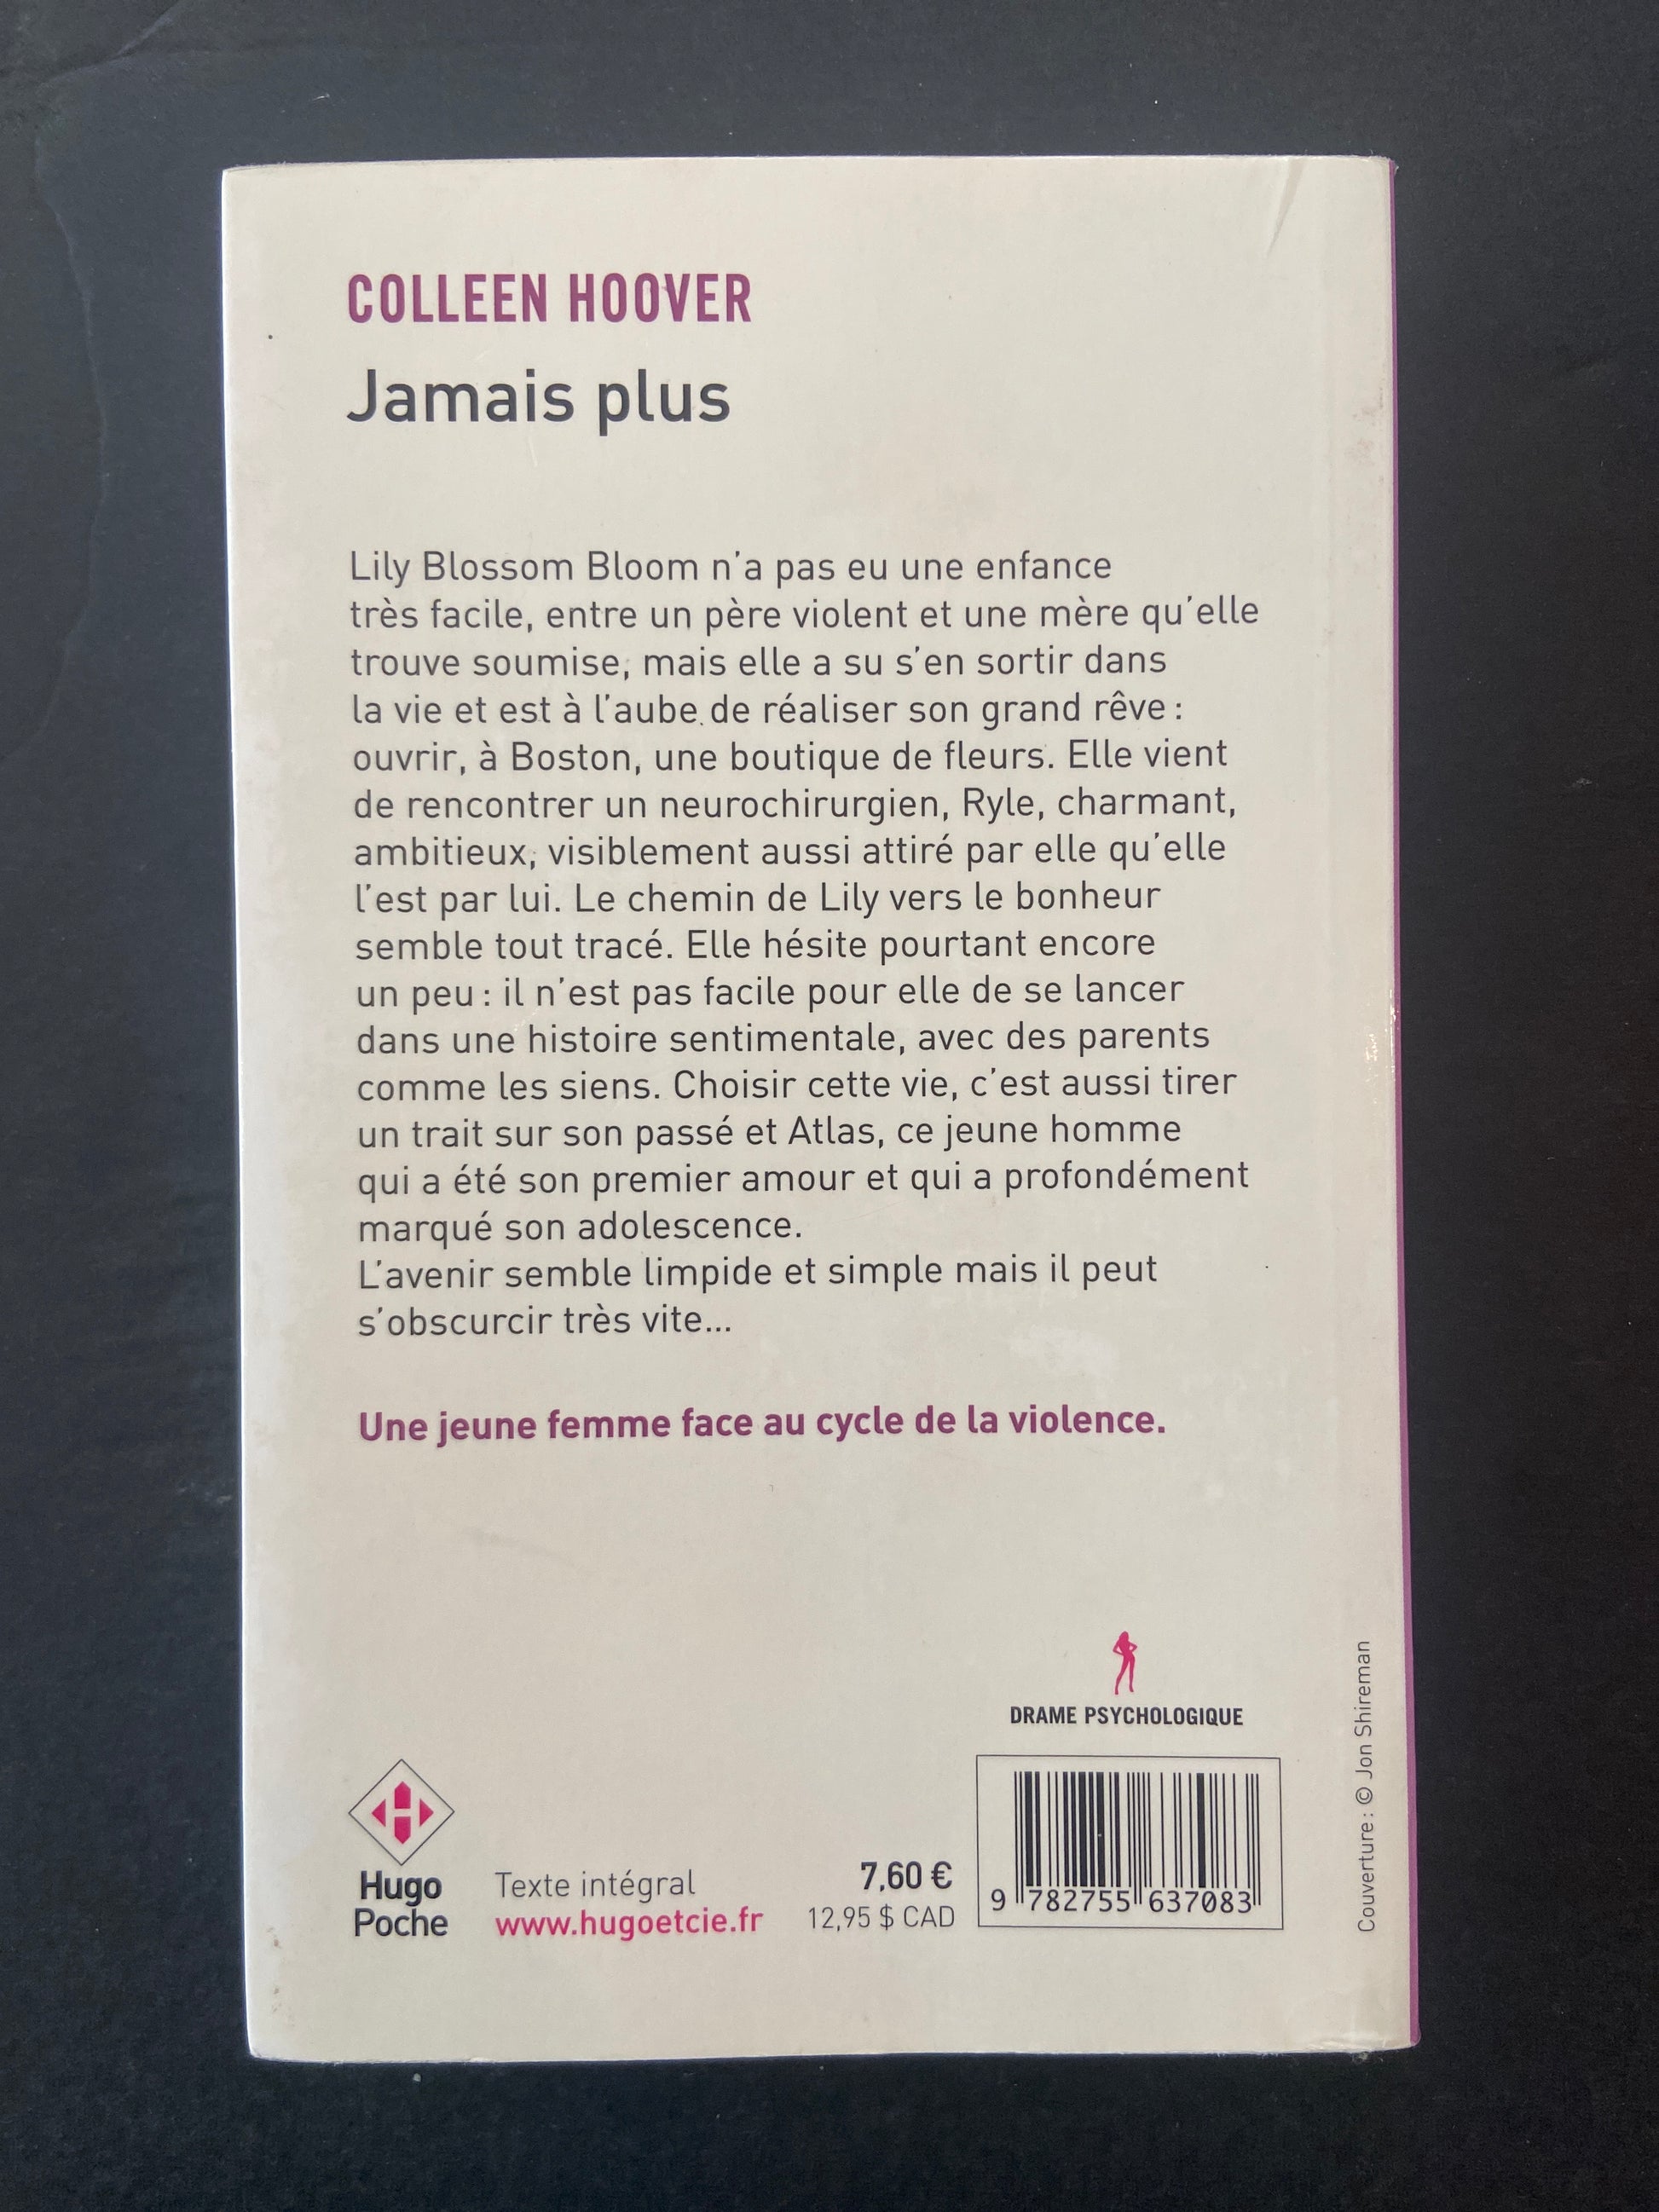 COLLEEN HOOVER
Jamais plus
Lily Blossom Bloom n'a pas eu une enfance
très facile, entre un père violent et une mère qu'elle
trouve soumise, mais elle a su s'en sortir dans
la vie et est à l'aube de réaliser son grand rêve :
ouvrir, à Boston, une boutique de fleurs. Elle vient
de rencontrer un neurochirurgien, Ryle, charmant,
ambitieux, visiblement aussi attiré par elle qu'elle
l'est par lui. Le chemin de Lily vers le bonheur
semble tout tracé. Elle hésite pourtant encore
un peu : il n'est pas facile pour elle de se lancer
dans une histoire sentimentale, avec des parents
comme les siens. Choisir cette vie, c'est aussi tirer
un trait sur son passé et Atlas, ce jeune homme
qui a été son premier amour et qui a profondément
marqué son adolescence.
L'avenir semble limpide et simple mais il peut
s'obscurcir très vite...
Une jeune femme face au cycle de la violence.
DRAME PSYCHOLOGIQUE
Hugo
Poche
Texte intégral
www.hugoetcie.fr
7,60 €
12,95 $ CAD
9 782755 637083
Couverture : © Jon Shireman